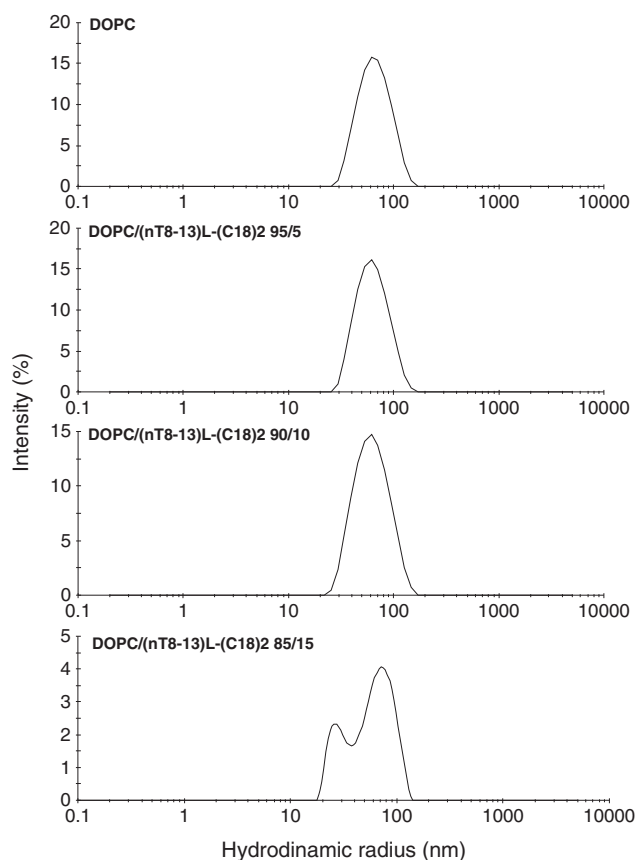 20
DOPC
15
10
5
0
0.1 1 10 100 1000 10000
20
DOPC/(nT8-13)L-(C18)2 95/5
15
10
5
0
0.1 1 10 100 1000 10000
15
DOPC/(nT8-13)L-(C18)2 90/10
10
5
0
0.1 1 10 100 1000 10000
5
DOPC/(nT8-13)L-(C18)2 85/15
4
3
2
1
0
0.1 1 10 100 1000 10000
Intensity (%)
Hydrodinamic radius (nm)